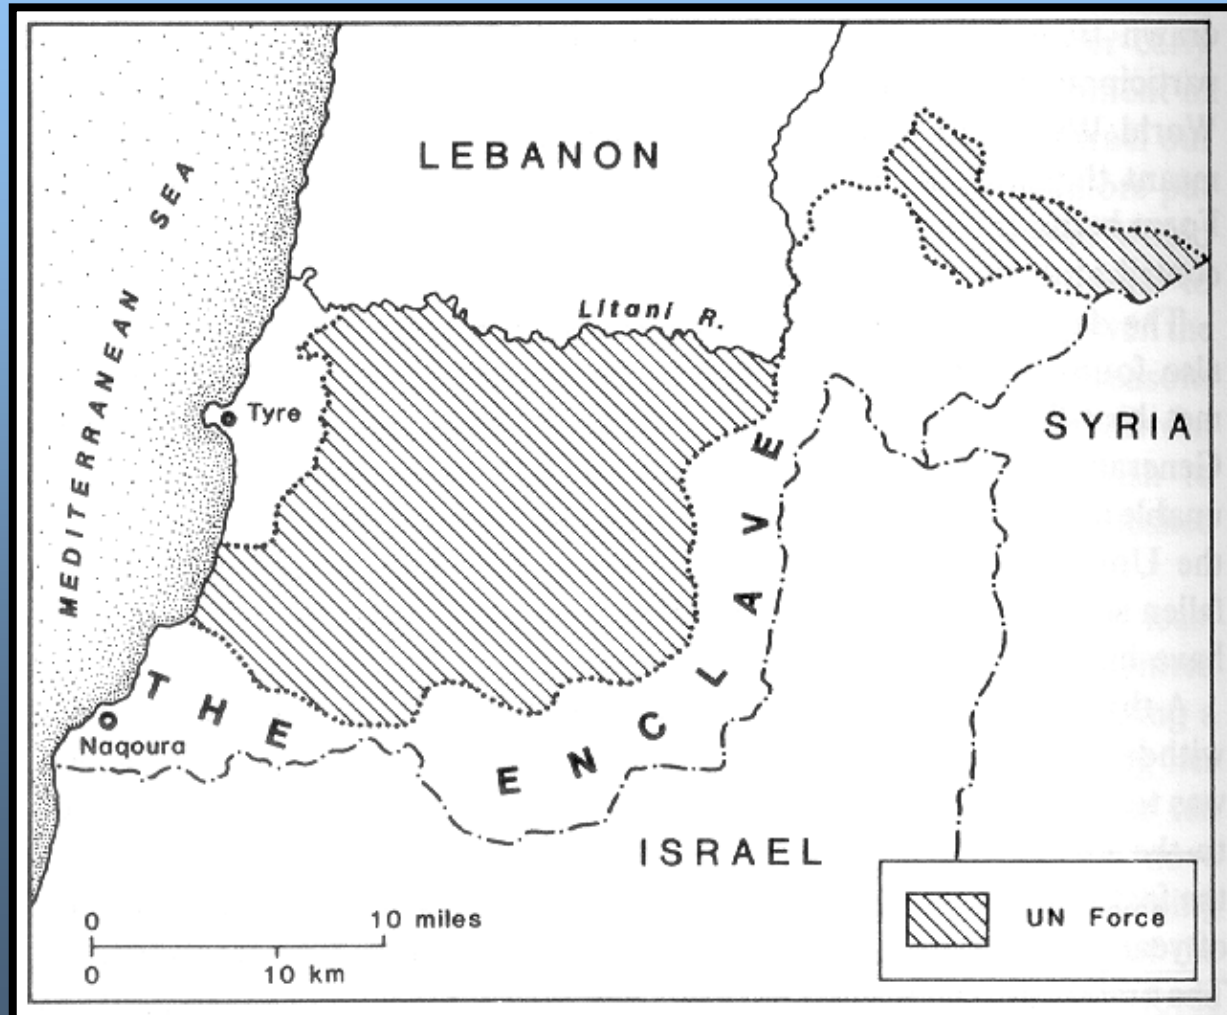 LEBANON
MEDITERRANEAN SEA
Litani R.
Tyre
SYRIA
THE ENCLAVE
Naqoura
ISRAEL
0 10 miles
0 10 km
UN Force